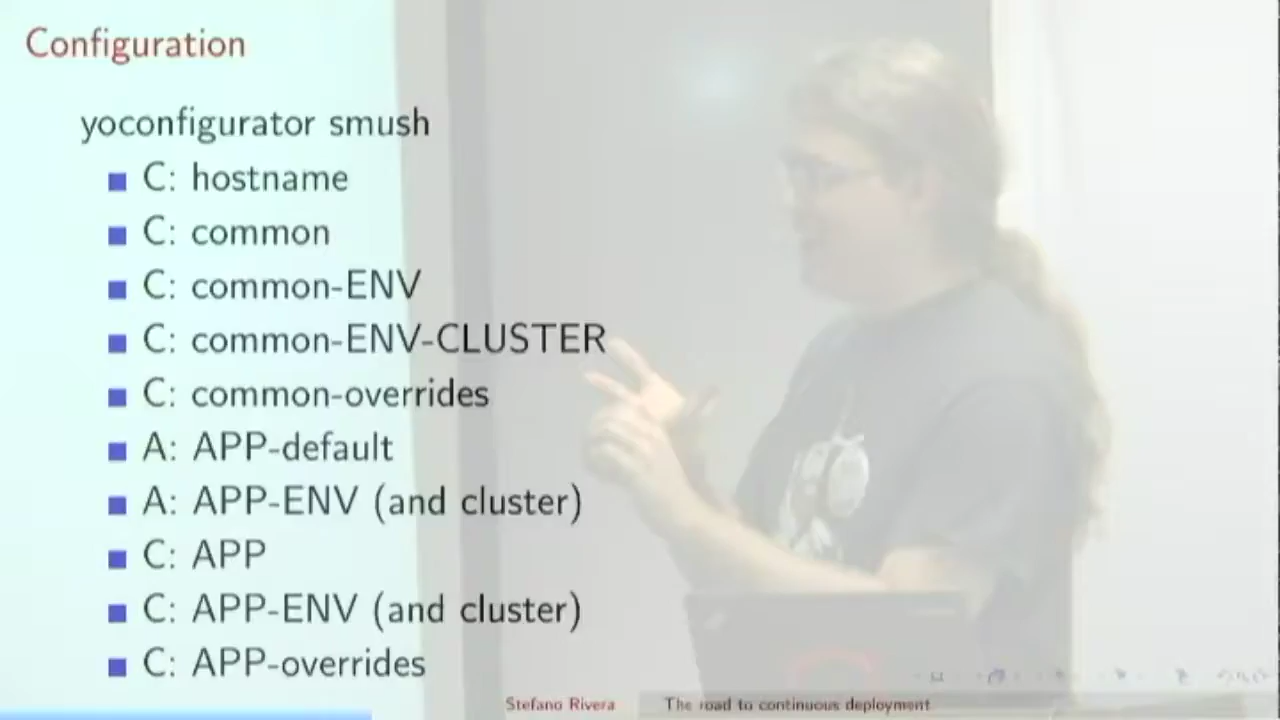 Configuration
yoconfigurator smush
C: hostname
C: common
C: common-ENV
C: common-ENV-CLUSTER
C: common-overrides
A: APP-default
A: APP-ENV (and cluster)
C: APP
C: APP-ENV (and cluster)
C: APP-overrides
Stefano Rivera The road to continuous deployment